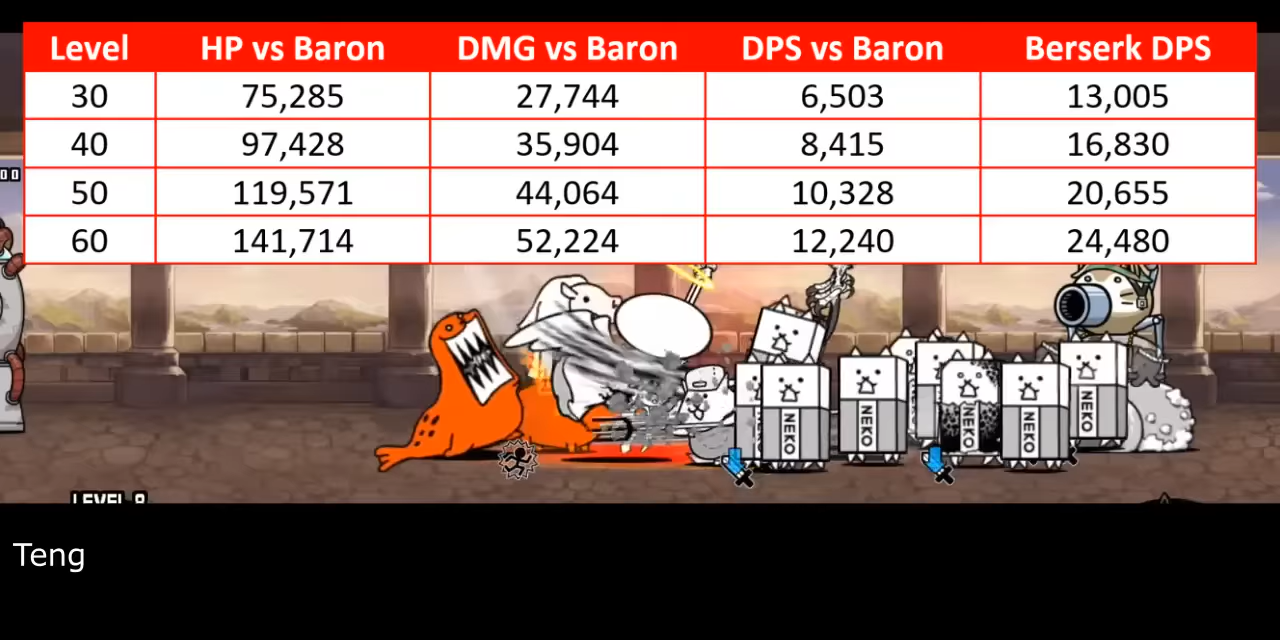 Level HP vs Baron DMG vs Baron DPS vs Baron Berserk DPS
30 75,285 27,744 6,503 13,005
40 97,428 35,904 8,415 16,830
50 119,571 44,064 10,328 20,655
60 141,714 52,224 12,240 24,480
00
NEKO
NEKO
NEKO
NEKO
NEKO
LEVEL 8
Teng